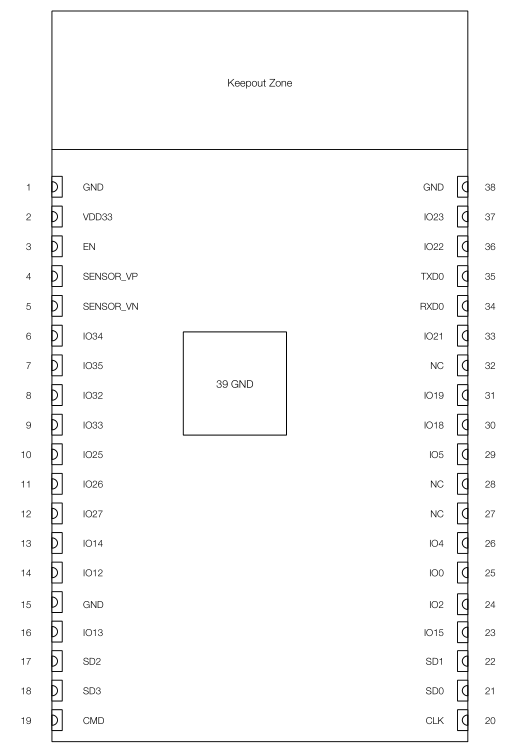 Keepout Zone
1 GND GND 38
2 VDD33 IO23 37
3 EN IO22 36
4 SENSOR_VP TXD0 35
5 SENSOR_VN RXD0 34
6 IO34 IO21 33
7 IO35 NC 32
39 GND
8 IO32 IO19 31
9 IO33 IO18 30
10 IO25 IO5 29
11 IO26 NC 28
12 IO27 NC 27
13 IO14 IO4 26
14 IO12 IO0 25
15 GND IO2 24
16 IO13 IO15 23
17 SD2 SD1 22
18 SD3 SD0 21
19 CMD CLK 20